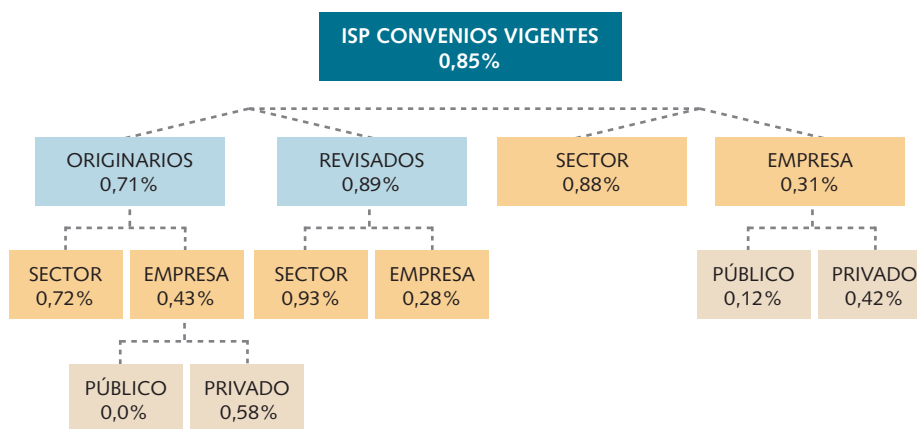 ISP CONVENIOS VIGENTES
0,85%
ORIGINARIOS
0,71%
REVISADOS
0,89%
SECTOR
0,88%
EMPRESA
0,31%
SECTOR
0,72%
EMPRESA
0,43%
SECTOR
0,93%
EMPRESA
0,28%
PÚBLICO
0,12%
PRIVADO
0,42%
PÚBLICO
0,0%
PRIVADO
0,58%